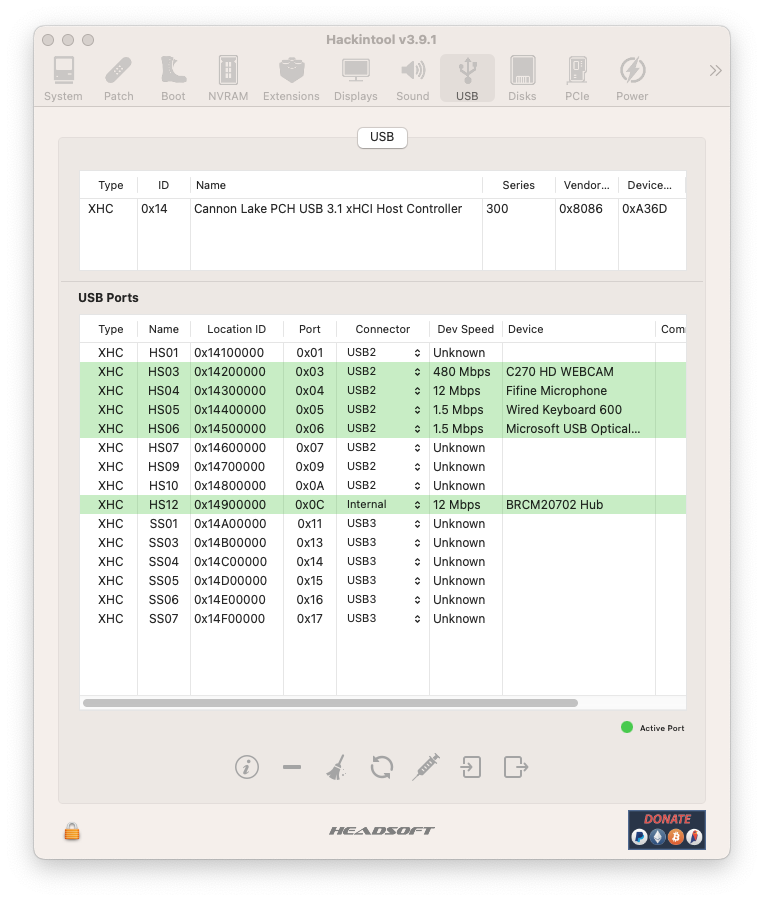 Hackintool v3.9.1
System Patch Boot NVRAM Extensions Displays Sound USB Disks PCIe Power
USB
Type ID Name Series Vendor... Device...
XHC 0x14 Cannon Lake PCH USB 3.1 xHCI Host Controller 300 0x8086 0xA36D
USB Ports
Type Name Location ID Port Connector Dev Speed Device Com
XHC HS01 0x14100000 0x01 USB2 Unknown
XHC HS03 0x14200000 0x03 USB2 480 Mbps C270 HD WEBCAM
XHC HS04 0x14300000 0x04 USB2 12 Mbps Fifine Microphone
XHC HS05 0x14400000 0x05 USB2 1.5 Mbps Wired Keyboard 600
XHC HS06 0x14500000 0x06 USB2 1.5 Mbps Microsoft USB Optical...
XHC HS07 0x14600000 0x07 USB2 Unknown
XHC HS09 0x14700000 0x09 USB2 Unknown
XHC HS10 0x14800000 0x0A USB2 Unknown
XHC HS12 0x14900000 0x0C Internal 12 Mbps BRCM20702 Hub
XHC SS01 0x14A00000 0x11 USB3 Unknown
XHC SS03 0x14B00000 0x13 USB3 Unknown
XHC SS04 0x14C00000 0x14 USB3 Unknown
XHC SS05 0x14D00000 0x15 USB3 Unknown
XHC SS06 0x14E00000 0x16 USB3 Unknown
XHC SS07 0x14F00000 0x17 USB3 Unknown
Active Port
HEADSOFT
DONATE